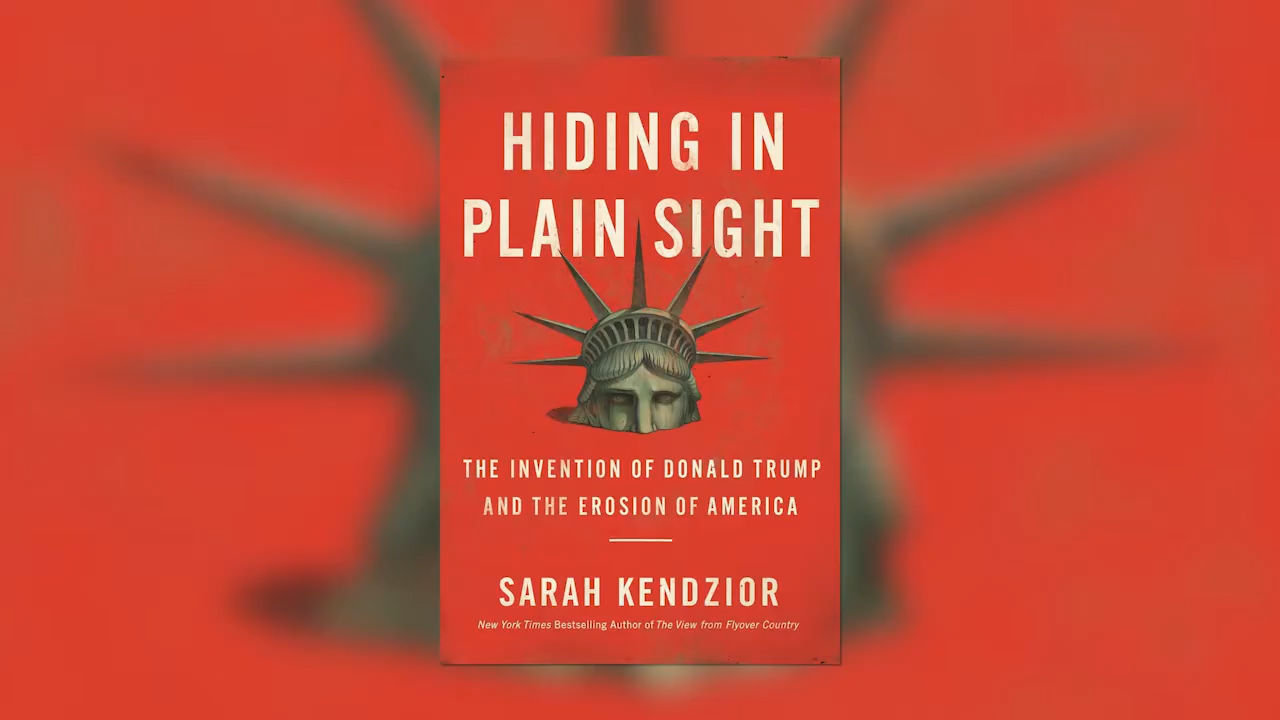 HIDING IN
PLAIN SIGHT
THE INVENTION OF DONALD TRUMP
AND THE EROSION OF AMERICA
SARAH KENDZIOR
New York Times Bestselling Author of The View from Flyover Country